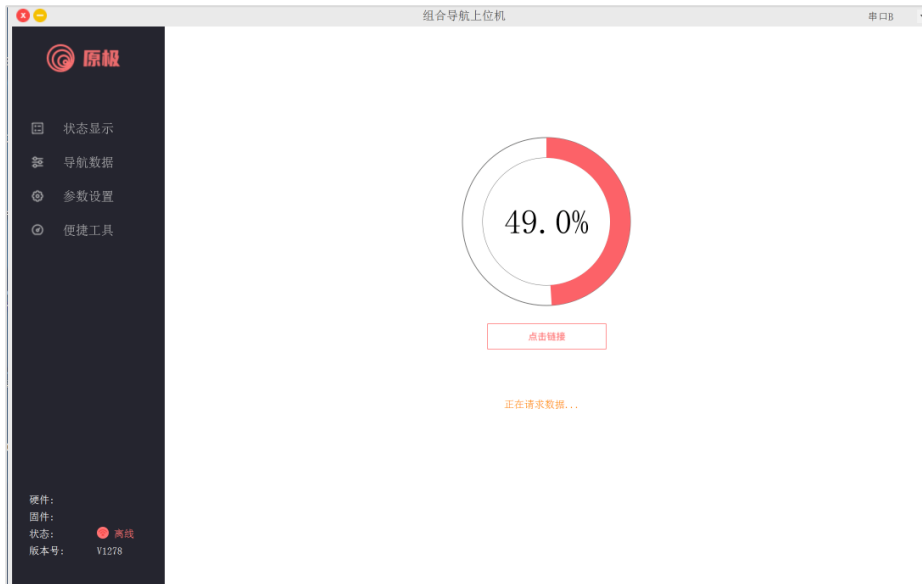 组合导航上位机
串口B
原极
状态显示
导航数据
参数设置
便捷工具
49.0%
点击链接
正在请求数据...
硬件:
固件:
状态: 离线
版本号: V1278